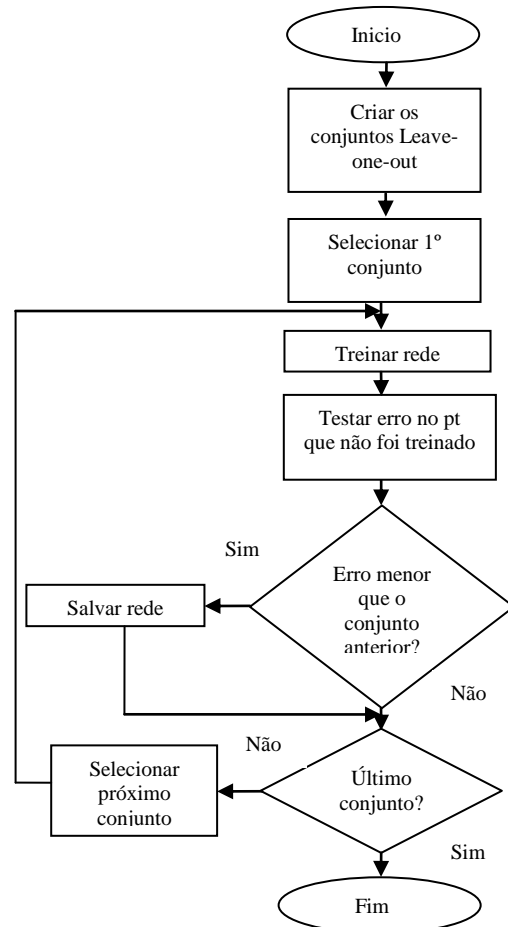 Inicio
Criar os
conjuntos Leave-
one-out
Selecionar 1º
conjunto
Treinar rede
Testar erro no pt
que não foi treinado
Sim
Erro menor
que o
conjunto
anterior?
Salvar rede
Não
Não
Último
conjunto?
Selecionar
próximo
conjunto
Sim
Fim